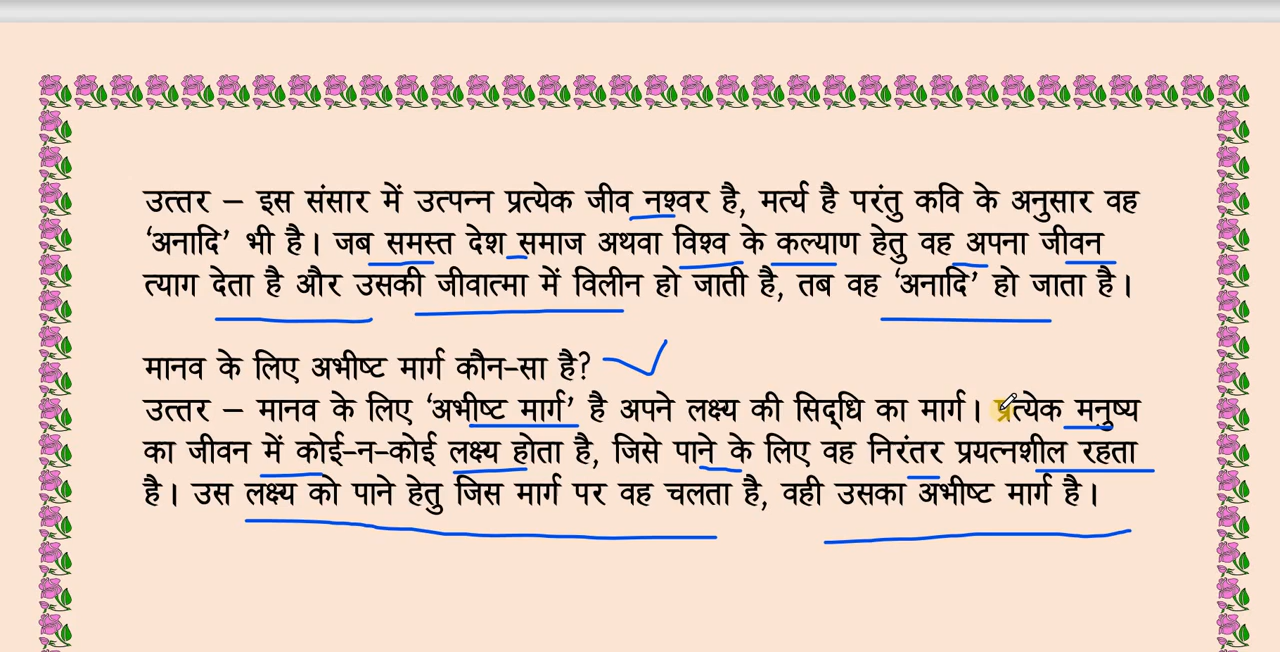 उत्तर – इस संसार में उत्पन्न प्रत्येक जीव नश्वर है, मर्त्य है परंतु कवि के अनुसार वह
‘अनादि’ भी है। जब समस्त देश समाज अथवा विश्व के कल्याण हेतु वह अपना जीवन
त्याग देता है और उसकी जीवात्मा में विलीन हो जाती है, तब वह ‘अनादि’ हो जाता है।
मानव के लिए अभीष्ट मार्ग कौन-सा है?
उत्तर – मानव के लिए ‘अभीष्ट मार्ग’ है अपने लक्ष्य की सिद्धि का मार्ग। प्रत्येक मनुष्य
का जीवन में कोई-न-कोई लक्ष्य होता है, जिसे पाने के लिए वह निरंतर प्रयत्नशील रहता
है। उस लक्ष्य को पाने हेतु जिस मार्ग पर वह चलता है, वही उसका अभीष्ट मार्ग है।